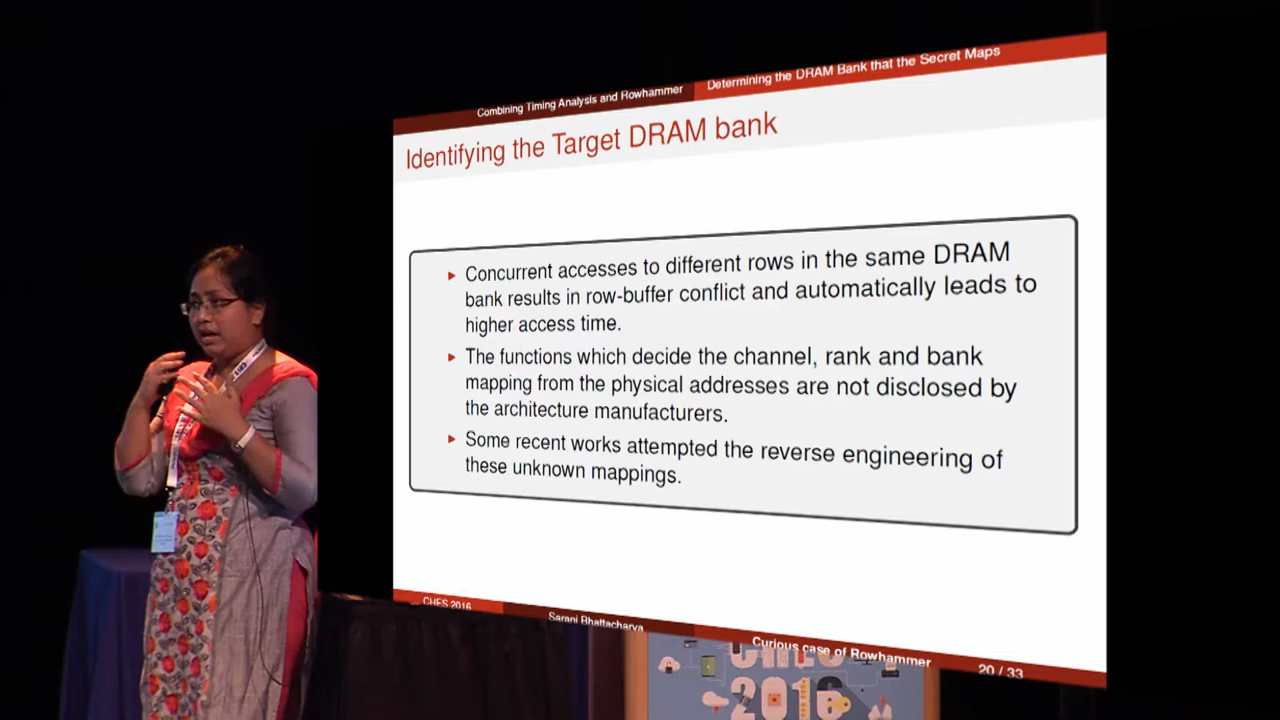 Combining Timing Analysis and Rowhammer
Determining the DRAM Bank that the Secret Maps
Identifying the Target DRAM bank
Concurrent accesses to different rows in the same DRAM
bank results in row-buffer conflict and automatically leads to
higher access time.
The functions which decide the channel, rank and bank
mapping from the physical addresses are not disclosed by
the architecture manufacturers.
Some recent works attempted the reverse engineering of
these unknown mappings.
CHES 2016
Sarani Bhattacharya
Curious case of Rowhammer
20 / 33
CHES
2016